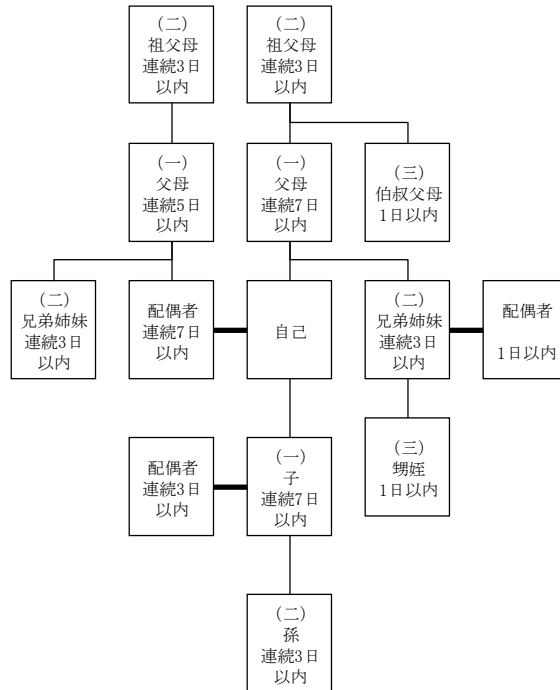 (二)
祖父母
連続3日
以内
(二)
祖父母
連続3日
以内
(一)
父母
連続5日
以内
(一)
父母
連続7日
以内
(三)
伯叔父母
1日以内
(二)
兄弟姉妹
連続3日
以内
配偶者
連続7日
以内
自己
(二)
兄弟姉妹
連続3日
以内
配偶者
1日以内
配偶者
連続3日
以内
(一)
子
連続7日
以内
(三)
甥姪
1日以内
(二)
孫
連続3日
以内